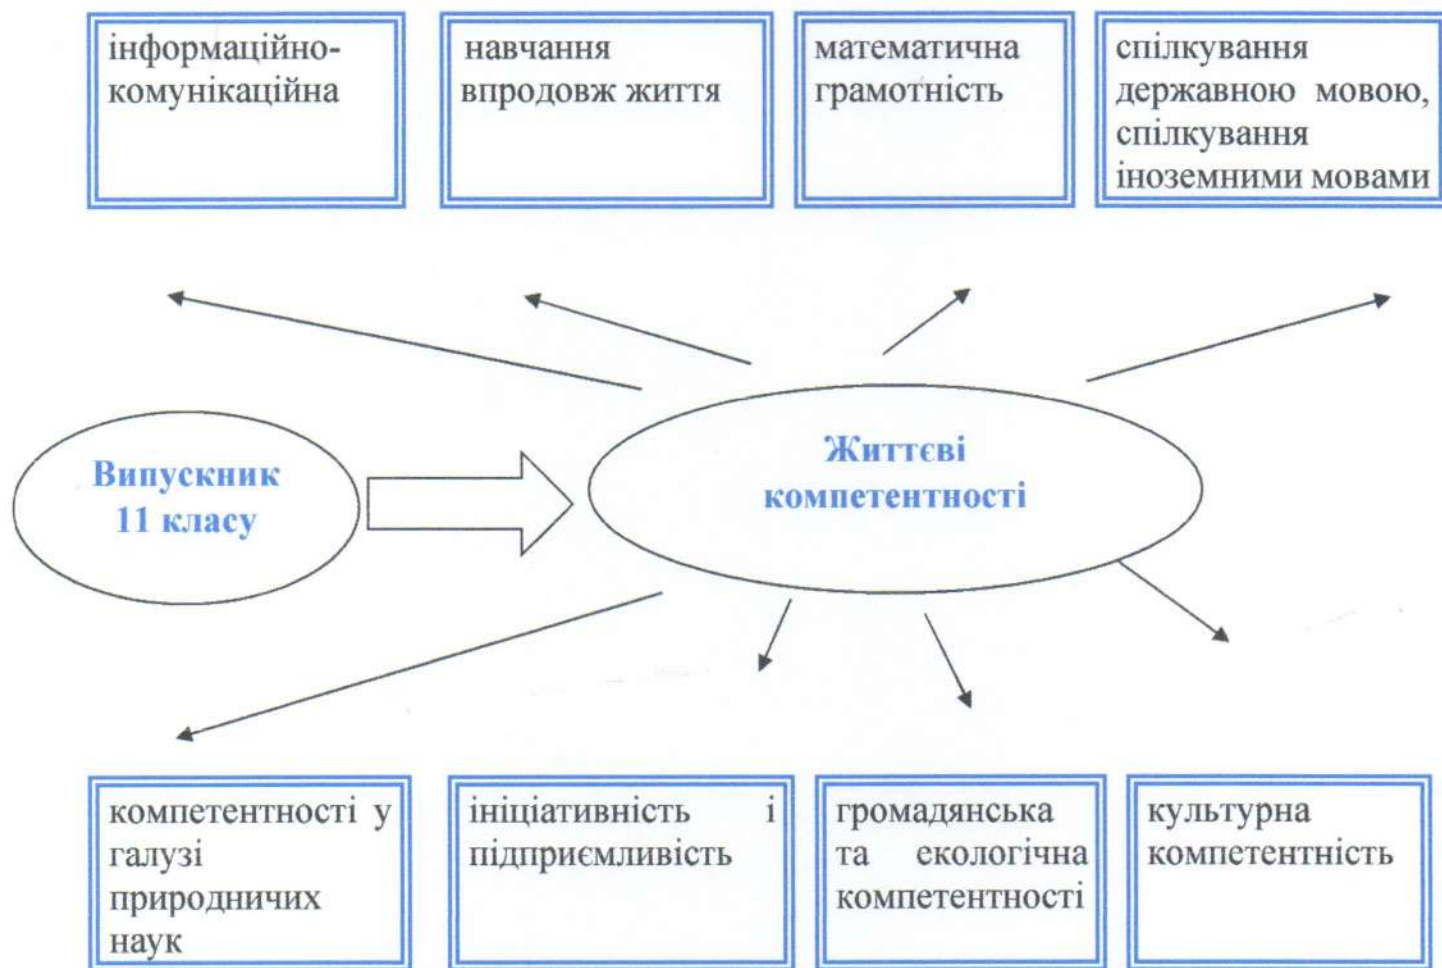 інформаційно-
комунікаційна
навчання
впродовж життя
математична
грамотність
спілкування
державною мовою,
спілкування
іноземними мовами
Випускник
11 класу
Життєві
компетентності
компетентності у
галузі
природничих
наук
ініціативність і
підприємливість
громадянська
та екологічна
компетентності
культурна
компетентність